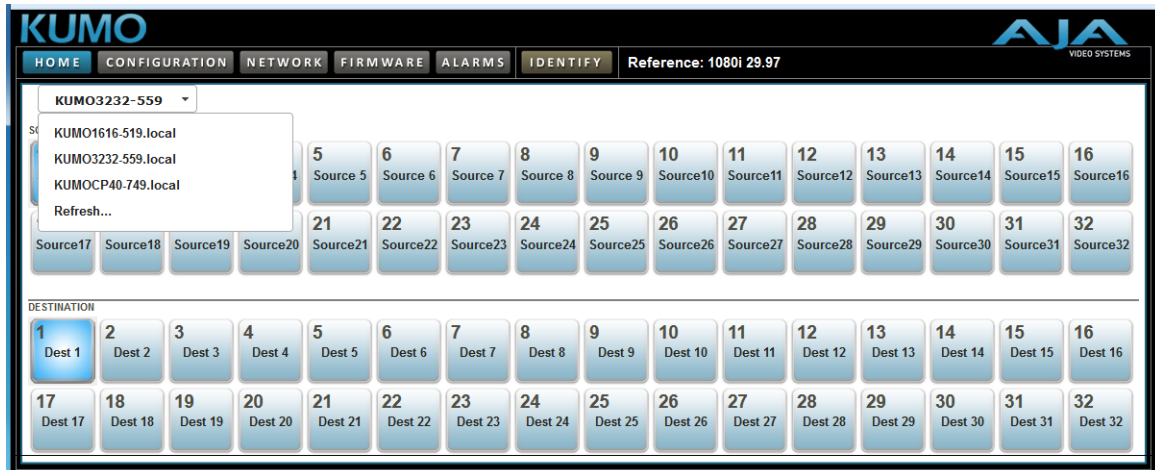 KUMO
AJA
VIDEO SYSTEMS
HOME CONFIGURATION NETWORK FIRMWARE ALARMS IDENTIFY Reference: 1080i 29.97
KUMO3232-559
KUMO1616-519.local
KUMO3232-559.local
KUMOCP40-749.local
Refresh...
5 6 7 8 9 10 11 12 13 14 15 16
Source 5 Source 6 Source 7 Source 8 Source 9 Source10 Source11 Source12 Source13 Source14 Source15 Source16
21 22 23 24 25 26 27 28 29 30 31 32
Source17 Source18 Source19 Source20 Source21 Source22 Source23 Source24 Source25 Source26 Source27 Source28 Source29 Source30 Source31 Source32
DESTINATION
1 2 3 4 5 6 7 8 9 10 11 12 13 14 15 16
Dest 1 Dest 2 Dest 3 Dest 4 Dest 5 Dest 6 Dest 7 Dest 8 Dest 9 Dest 10 Dest 11 Dest 12 Dest 13 Dest 14 Dest 15 Dest 16
17 18 19 20 21 22 23 24 25 26 27 28 29 30 31 32
Dest 17 Dest 18 Dest 19 Dest 20 Dest 21 Dest 22 Dest 23 Dest 24 Dest 25 Dest 26 Dest 27 Dest 28 Dest 29 Dest 30 Dest 31 Dest 32